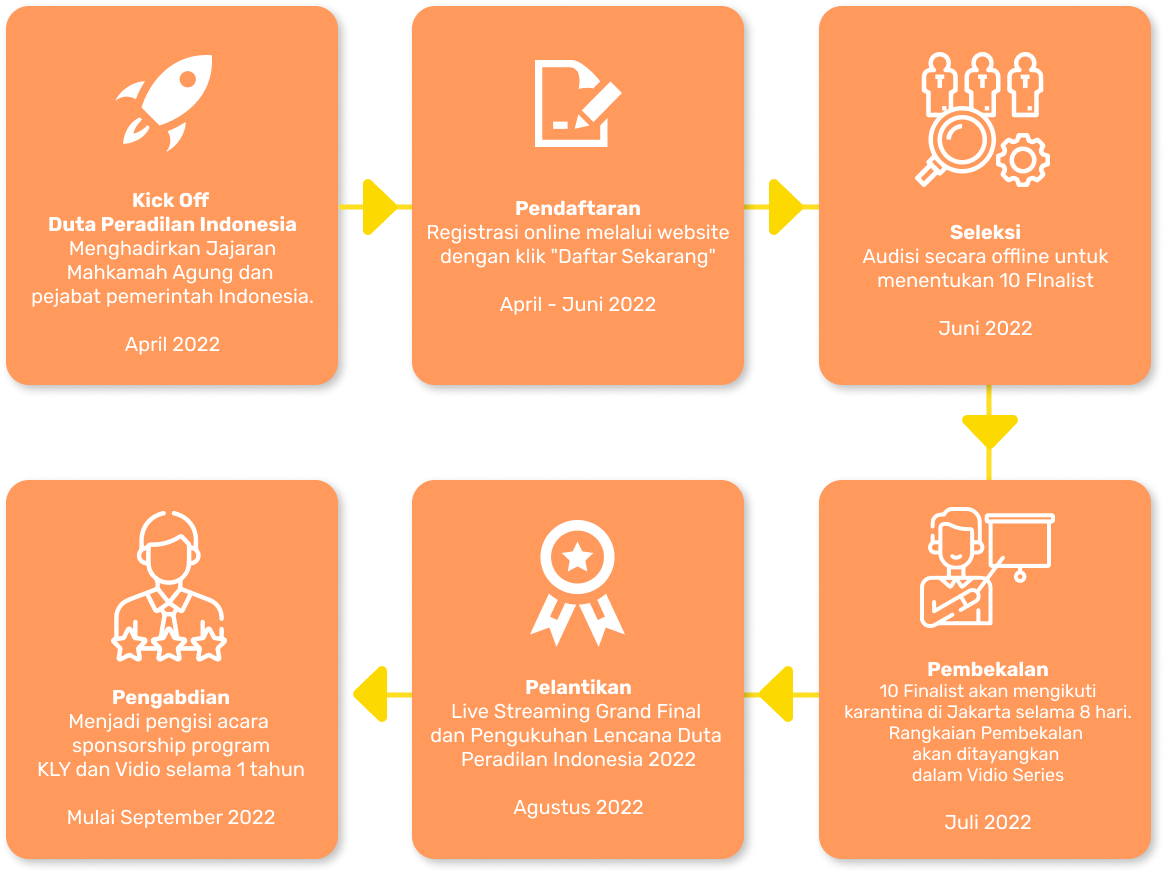 Kick Off
Duta Peradilan Indonesia
Menghadirkan Jajaran
Mahkamah Agung dan
pejabat pemerintah Indonesia.
April 2022
Pendaftaran
Registrasi online melalui website
dengan klik "Daftar Sekarang"
April - Juni 2022
Seleksi
Audisi secara offline untuk
menentukan 10 FInalist
Juni 2022
Pembekalan
10 Finalist akan mengikuti
karantina di Jakarta selama 8 hari.
Rangkaian Pembekalan
akan ditayangkan
dalam Vidio Series
Juli 2022
Pelantikan
Live Streaming Grand Final
dan Pengukuhan Lencana Duta
Peradilan Indonesia 2022
Agustus 2022
Pengabdian
Menjadi pengisi acara
sponsorship program
KLY dan Vidio selama 1 tahun
Mulai September 2022